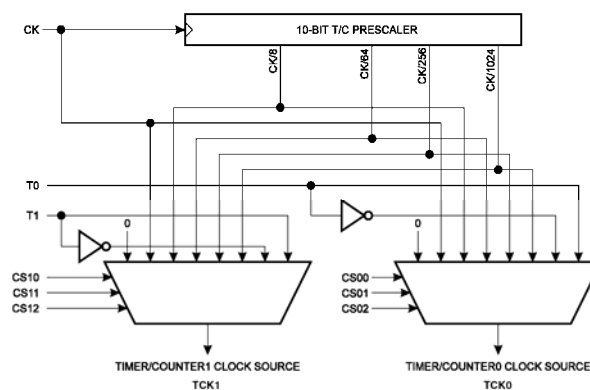 CK
10-BIT T/C PRESCALER
CK/8
CK/64
CK/256
CK/1024
T0
T1
0
0
CS10
CS11
CS12
CS00
CS01
CS02
TIMER/COUNTER1 CLOCK SOURCE
TCK1
TIMER/COUNTER0 CLOCK SOURCE
TCK0